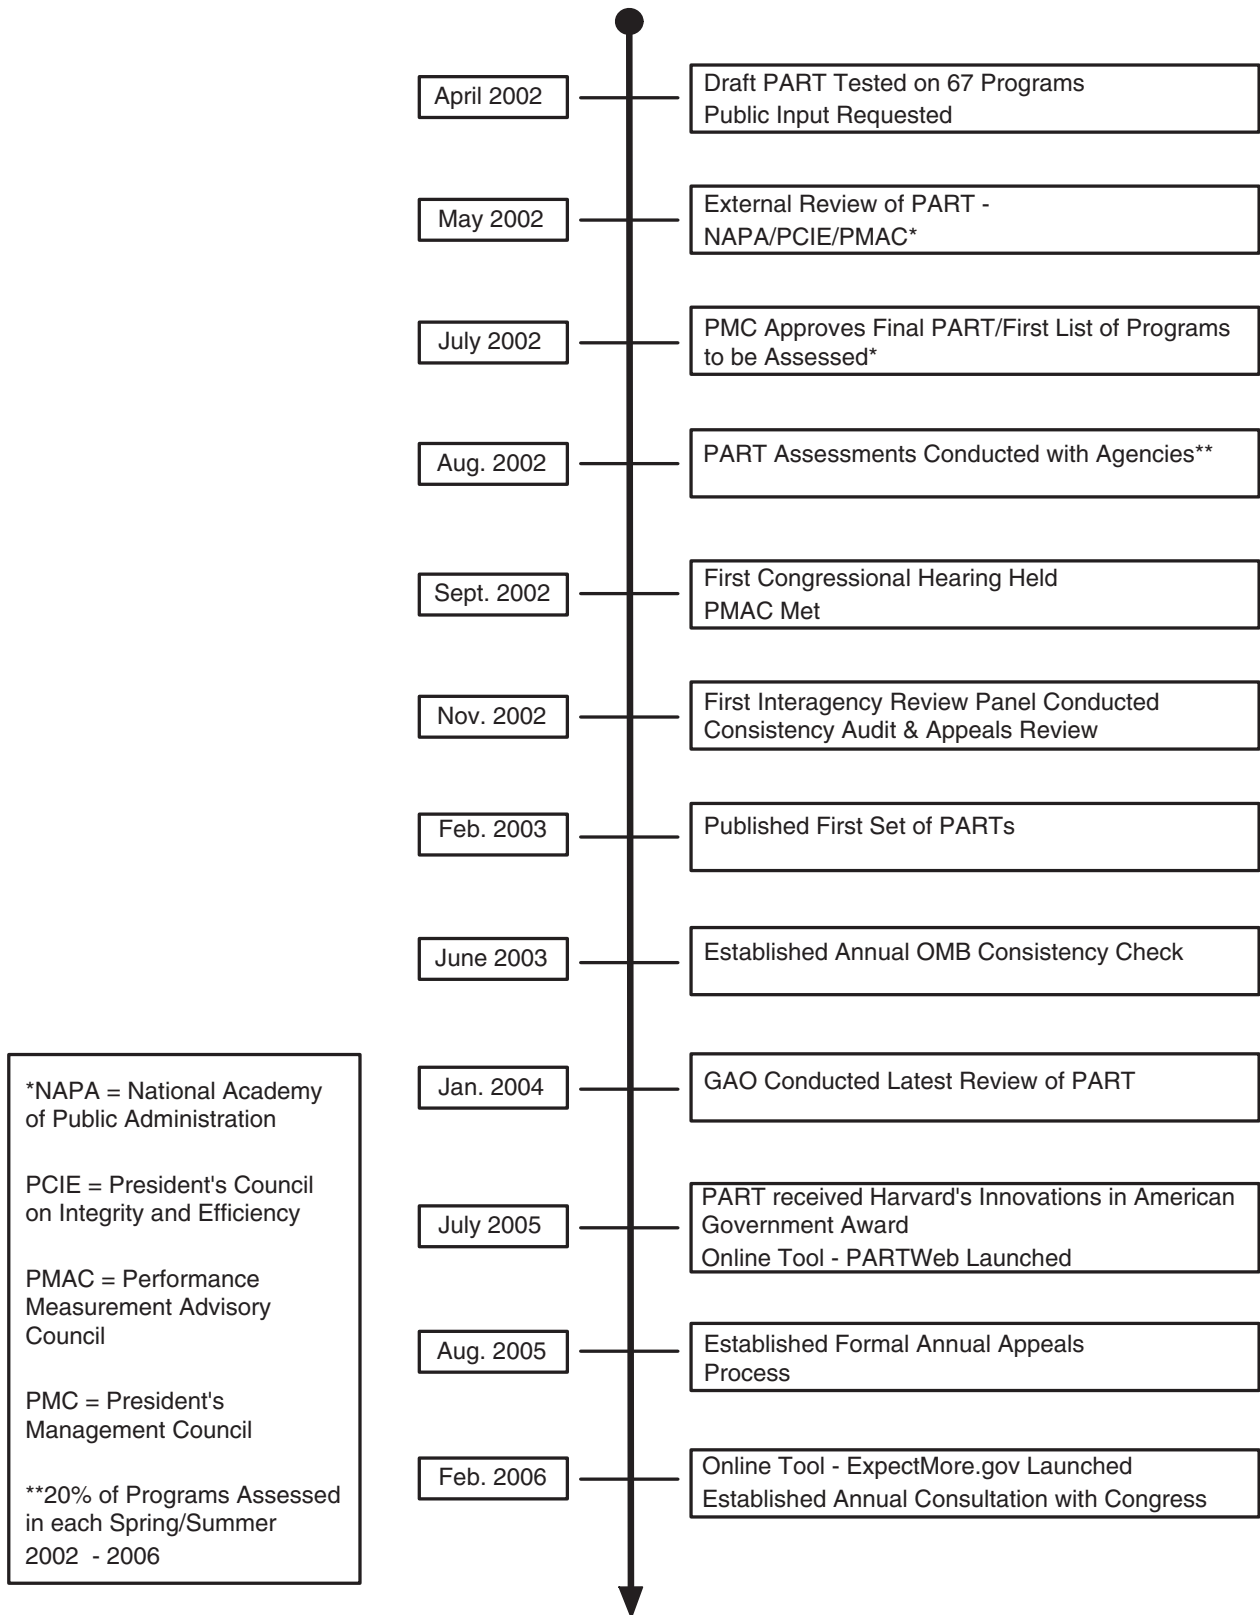 April 2002
Draft PART Tested on 67 Programs
Public Input Requested
May 2002
External Review of PART -
NAPA/PCIE/PMAC*
July 2002
PMC Approves Final PART/First List of Programs
to be Assessed*
Aug. 2002
PART Assessments Conducted with Agencies**
Sept. 2002
First Congressional Hearing Held
PMAC Met
Nov. 2002
First Interagency Review Panel Conducted
Consistency Audit & Appeals Review
Feb. 2003
Published First Set of PARTs
June 2003
Established Annual OMB Consistency Check
Jan. 2004
GAO Conducted Latest Review of PART
July 2005
PART received Harvard's Innovations in American
Government Award
Online Tool - PARTWeb Launched
Aug. 2005
Established Formal Annual Appeals
Process
Feb. 2006
Online Tool - ExpectMore.gov Launched
Established Annual Consultation with Congress
*NAPA = National Academy
of Public Administration
PCIE = President's Council
on Integrity and Efficiency
PMAC = Performance
Measurement Advisory
Council
PMC = President's
Management Council
**20% of Programs Assessed
in each Spring/Summer
2002 - 2006